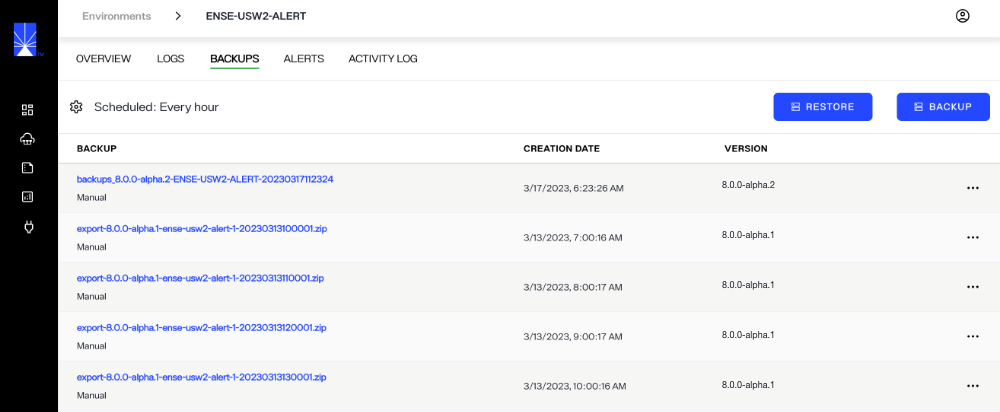 Environments > ENSE-USW2-ALERT
OVERVIEW LOGS BACKUPS ALERTS ACTIVITY LOG
Scheduled: Every hour RESTORE BACKUP
BACKUP CREATION DATE VERSION
backups_8.0.0-alpha.2-ENSE-USW2-ALERT-20230317112324
Manual
3/17/2023, 6:23:26 AM
8.0.0-alpha.2
export-8.0.0-alpha.1-ense-usw2-alert-1-20230313100001.zip
Manual
3/13/2023, 7:00:16 AM
8.0.0-alpha.1
export-8.0.0-alpha.1-ense-usw2-alert-1-20230313110001.zip
Manual
3/13/2023, 8:00:17 AM
8.0.0-alpha.1
export-8.0.0-alpha.1-ense-usw2-alert-1-20230313120001.zip
Manual
3/13/2023, 9:00:17 AM
8.0.0-alpha.1
export-8.0.0-alpha.1-ense-usw2-alert-1-20230313130001.zip
Manual
3/13/2023, 10:00:16 AM
8.0.0-alpha.1